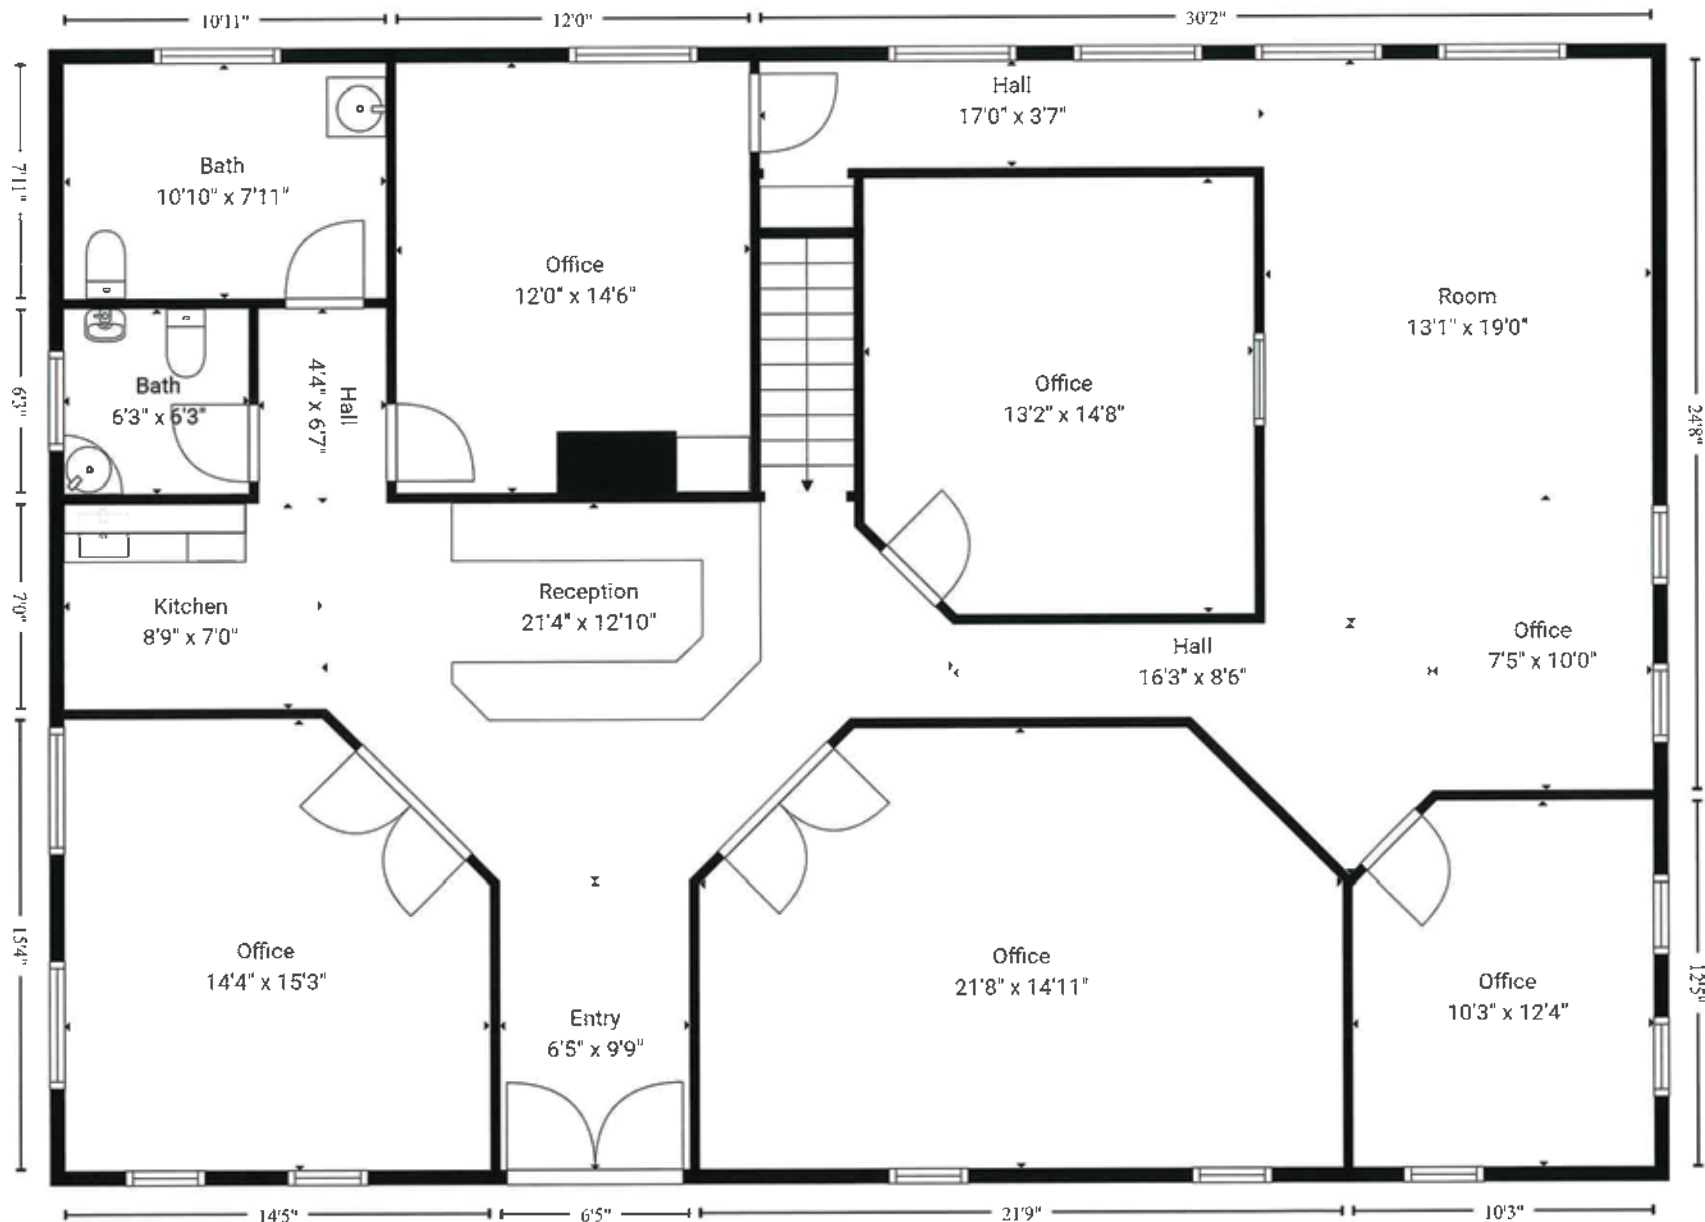 10'11"
12'0"
30'2"
Hall
17'0" x 3'7"
7'11"
Bath
10'10" x 7'11"
Office
12'0" x 14'6"
Room
13'1" x 19'0"
6'3"
Bath
6'3" x 6'3"
Hall
4'4" x 6'7"
Office
13'2" x 14'8"
24'8"
7'0"
Kitchen
8'9" x 7'0"
Reception
21'4" x 12'10"
Hall
16'3" x 8'6"
Office
7'5" x 10'0"
15'4"
Office
14'4" x 15'3"
Entry
6'5" x 9'9"
Office
21'8" x 14'11"
Office
10'3" x 12'4"
12'5"
14'5"
6'5"
21'9"
10'3"